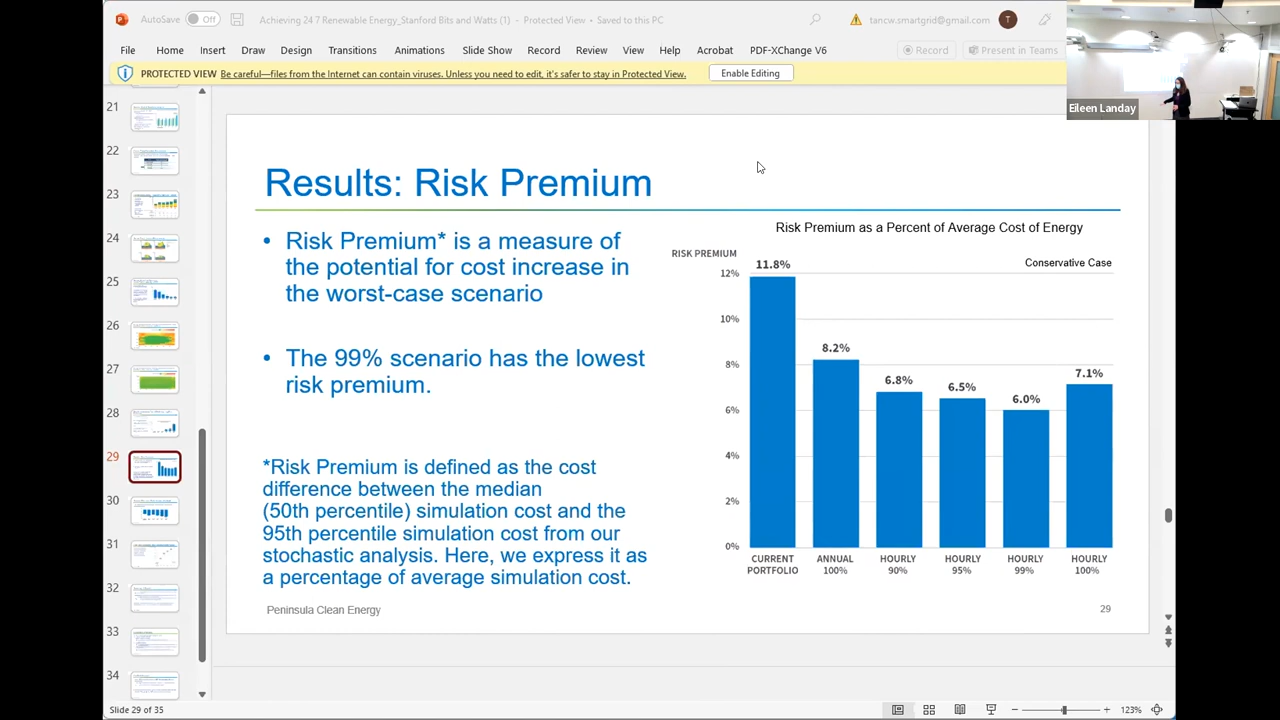 AutoSave
Off
Achieving 24 7 Renewable Energy_Stanford Bits and Watts (1) - Protected View • Saved to this PC
tancw.smartgrid@gmail.com
T
File Home Insert Draw Design Transitions Animations Slide Show Record Review View Help Acrobat PDF-XChange V6
Record
Present in Teams
PROTECTED VIEW Be careful—files from the Internet can contain viruses. Unless you need to edit, it's safer to stay in Protected View.
Enable Editing
Eileen Landay
21
22
23
24
25
26
27
28
29
30
31
32
33
34
Results: Risk Premium
• Risk Premium* is a measure of
the potential for cost increase in
the worst-case scenario
• The 99% scenario has the lowest
risk premium.
*Risk Premium is defined as the cost
difference between the median
(50th percentile) simulation cost and the
95th percentile simulation cost from our
stochastic analysis. Here, we express it as
a percentage of average simulation cost.
Risk Premium as a Percent of Average Cost of Energy
RISK PREMIUM
Conservative Case
12%
10%
8%
6%
4%
2%
0%
11.8%
8.2%
6.8%
6.5%
6.0%
7.1%
CURRENT
PORTFOLIO
ANNUAL
100%
HOURLY
90%
HOURLY
95%
HOURLY
99%
HOURLY
100%
Peninsula Clean Energy
29
Slide 29 of 35
123%